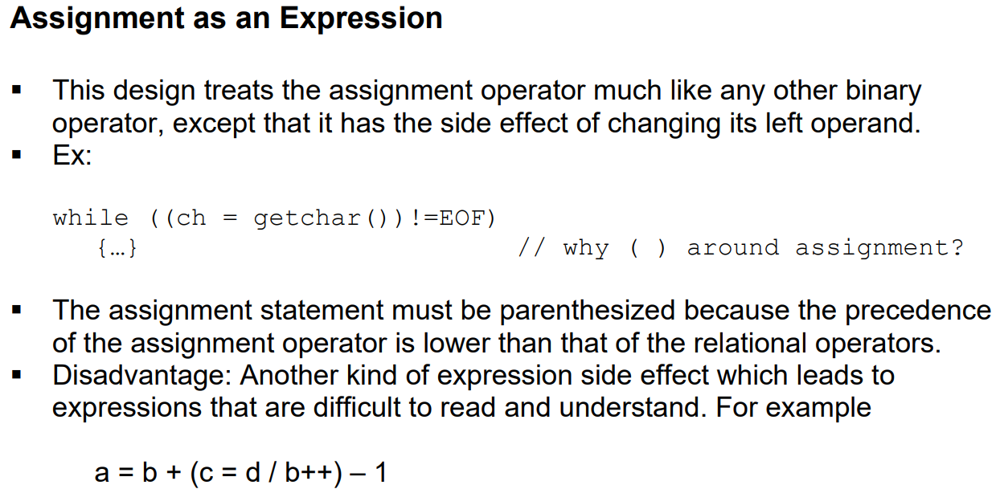 Assignment as an Expression
▪ This design treats the assignment operator much like any other binary
operator, except that it has the side effect of changing its left operand.
▪ Ex:
while ((ch = getchar())!=EOF)
{…} // why ( ) around assignment?
▪ The assignment statement must be parenthesized because the precedence
of the assignment operator is lower than that of the relational operators.
▪ Disadvantage: Another kind of expression side effect which leads to
expressions that are difficult to read and understand. For example
a = b + (c = d / b++) – 1